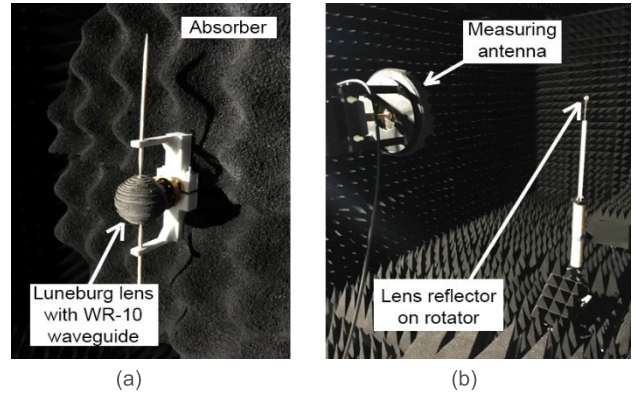 Absorber
Luneburg lens
with WR-10
waveguide
(a)
Measuring
antenna
Lens reflector
on rotator
(b)